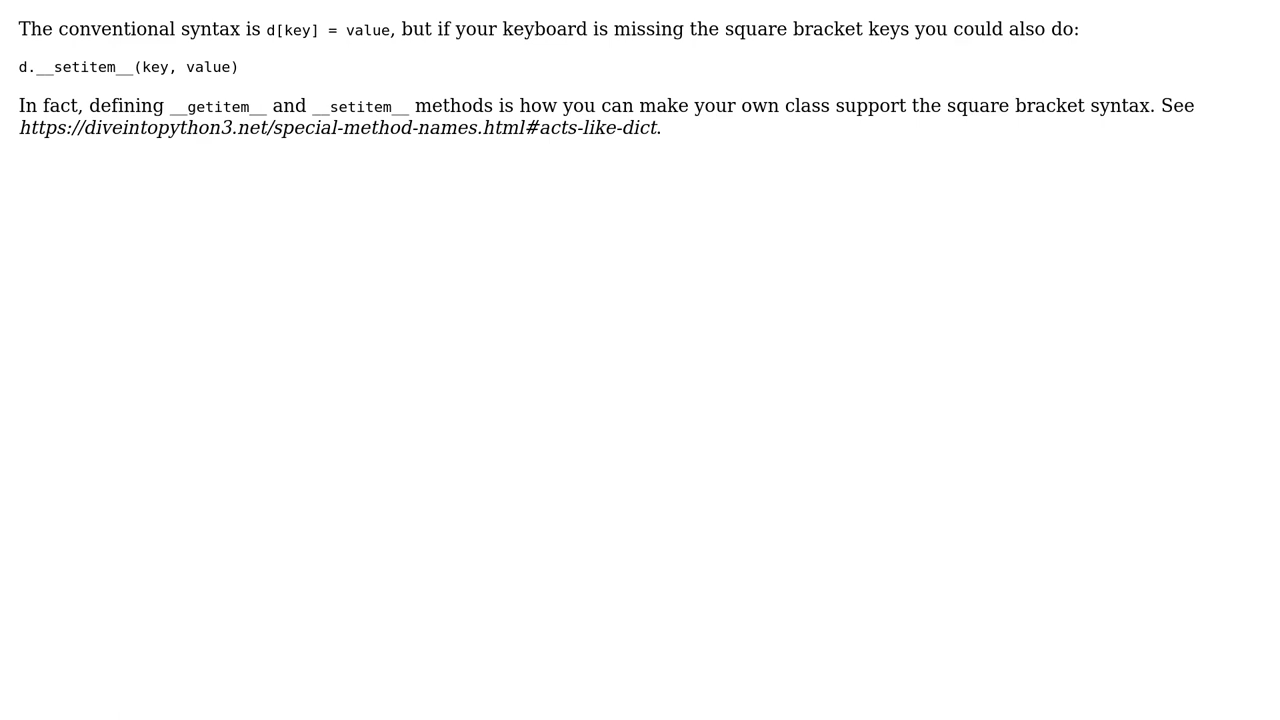 The conventional syntax is d[key] = value, but if your keyboard is missing the square bracket keys you could also do:
d.__setitem__(key, value)
In fact, defining __getitem__ and __setitem__ methods is how you can make your own class support the square bracket syntax. See
https://diveintopython3.net/special-method-names.html#acts-like-dict.